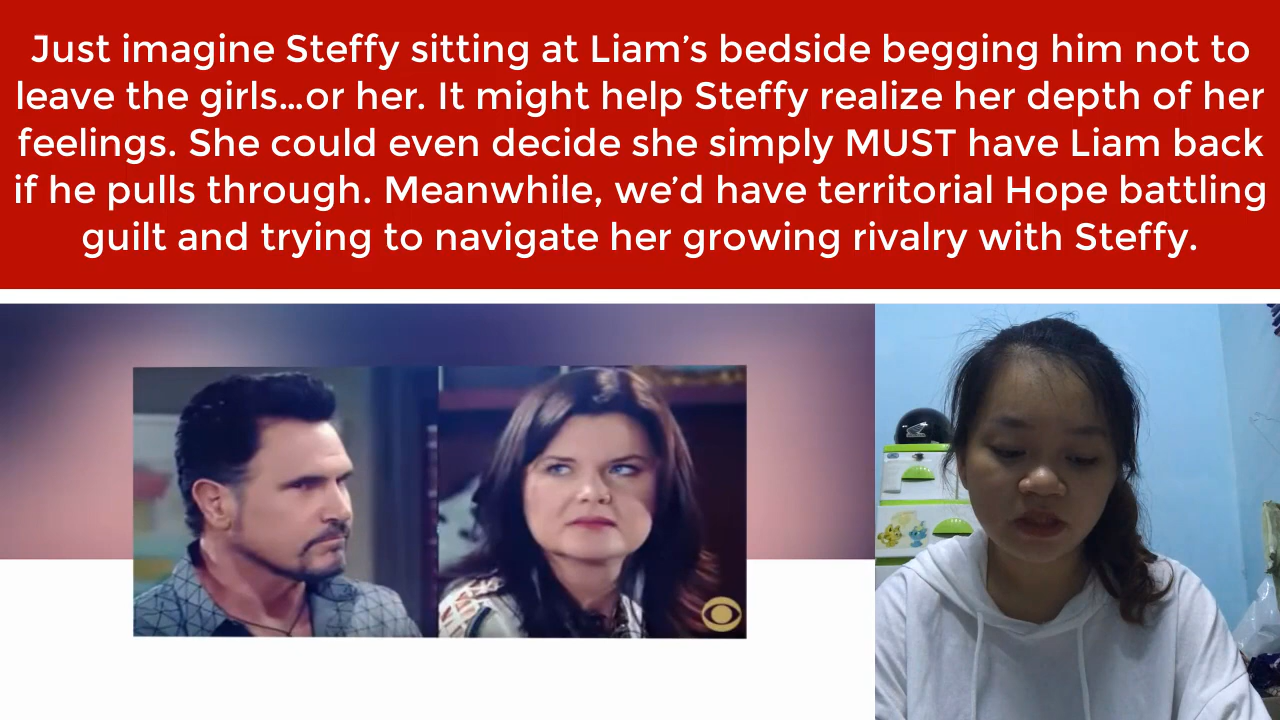 Just imagine Steffy sitting at Liam’s bedside begging him not to
leave the girls…or her. It might help Steffy realize her depth of her
feelings. She could even decide she simply MUST have Liam back
if he pulls through. Meanwhile, we’d have territorial Hope battling
guilt and trying to navigate her growing rivalry with Steffy.